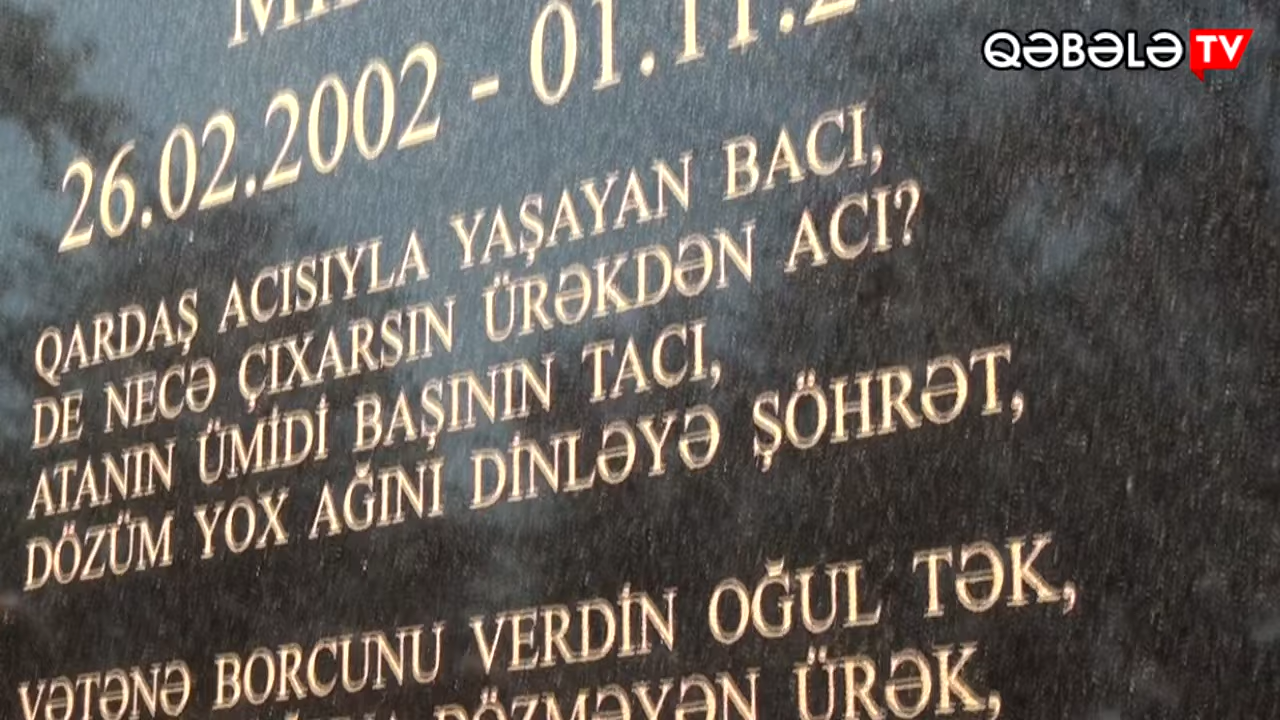 QƏBƏLƏ TV
26.02.2002 - 01.11.2
QARDAŞ ACISIYLA YAŞAYAN BACI,
DE NECƏ ÇIXARSIN ÜRƏKDƏN ACI?
ATANIN ÜMİDİ BAŞININ TACI,
DÖZÜM YOX AĞINI DİNLƏYƏ ŞÖHRƏT,
VƏTƏNƏ BORCUNU VERDİN OĞUL TƏK,
DÖZMƏYƏN ÜRƏK,